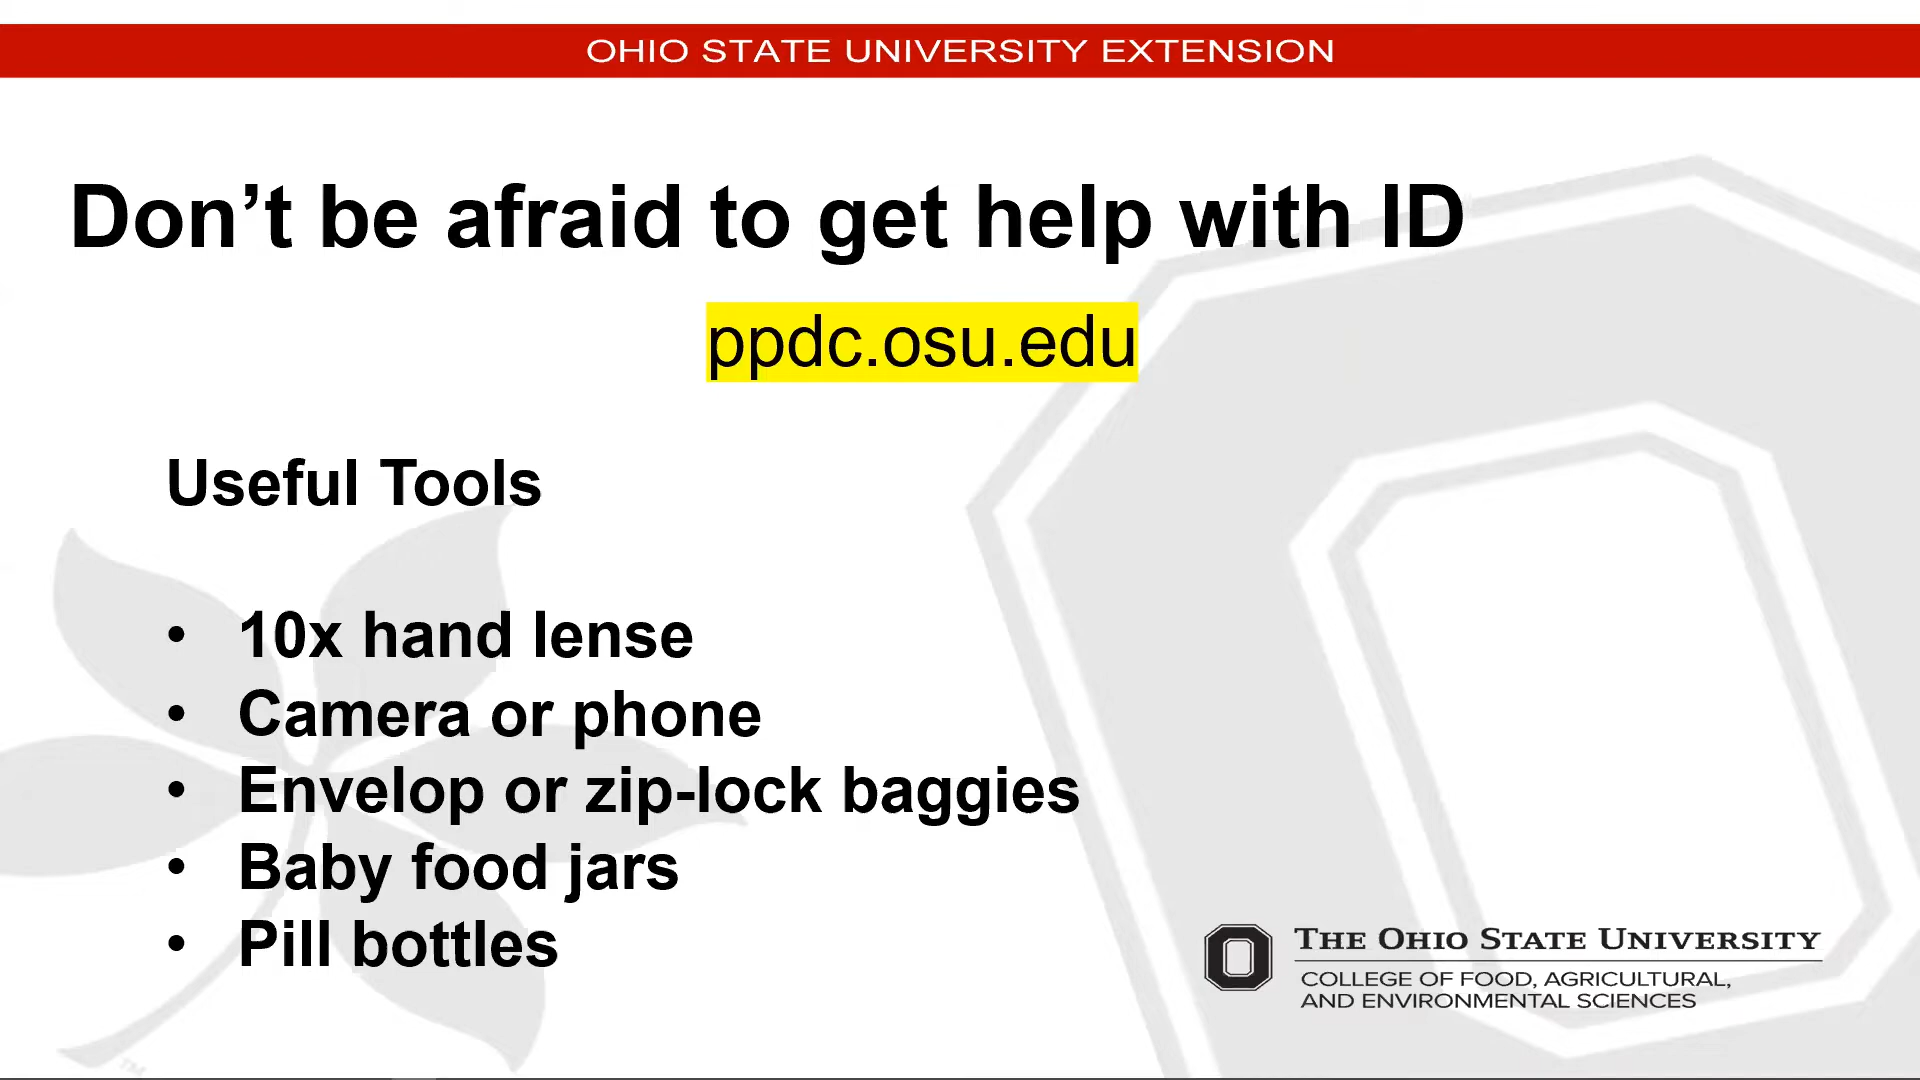 OHIO STATE UNIVERSITY EXTENSION
Don’t be afraid to get help with ID
ppdc.osu.edu
Useful Tools
• 10x hand lense
• Camera or phone
• Envelop or zip-lock baggies
• Baby food jars
• Pill bottles
THE OHIO STATE UNIVERSITY
COLLEGE OF FOOD, AGRICULTURAL,
AND ENVIRONMENTAL SCIENCES
TM